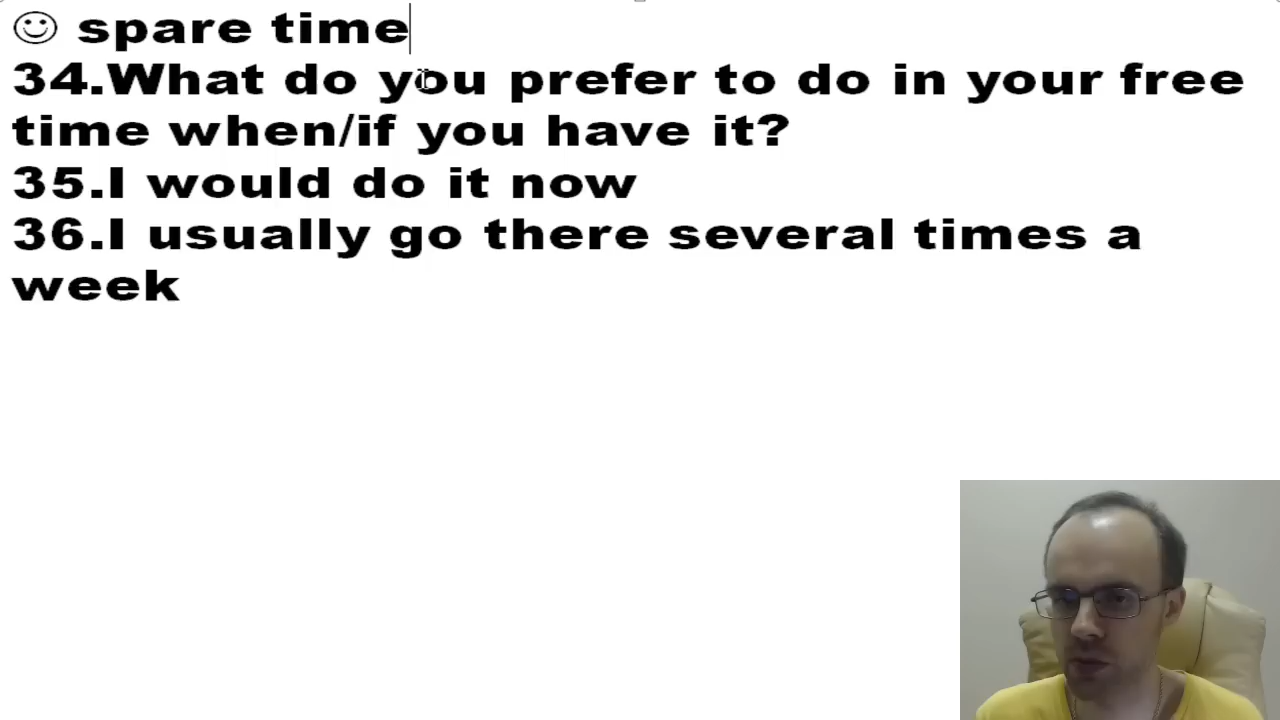 ☺ spare time
34.What do you prefer to do in your free
time when/if you have it?
35.I would do it now
36.I usually go there several times a
week